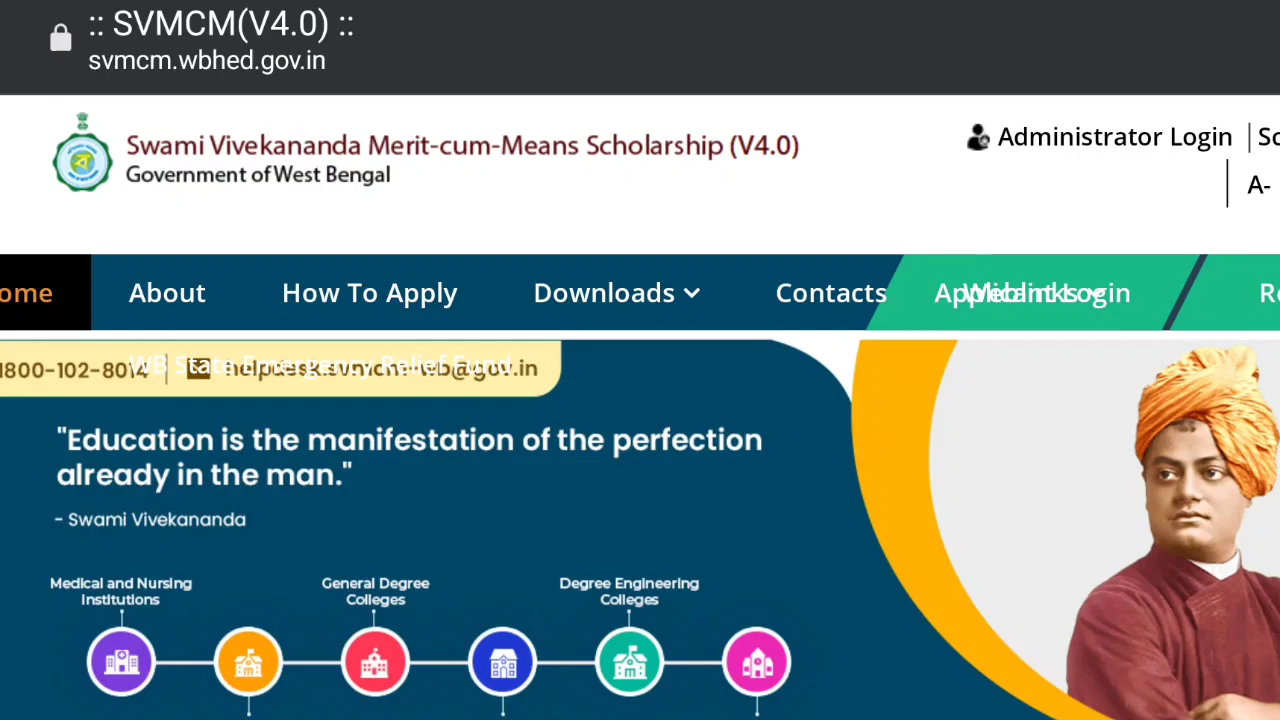 :: SVMCM(V4.0) ::
svmcm.wbhed.gov.in
Swami Vivekananda Merit-cum-Means Scholarship (V4.0)
Government of West Bengal
Administrator Login
A-
ome About How To Apply Downloads Contacts Applicant Login Weblinks
WB State Emergency Relief Fund
1800-102-8014 helpdesk.svmcm-wb@gov.in
"Education is the manifestation of the perfection
already in the man."
- Swami Vivekananda
Medical and Nursing
Institutions
General Degree
Colleges
Degree Engineering
Colleges